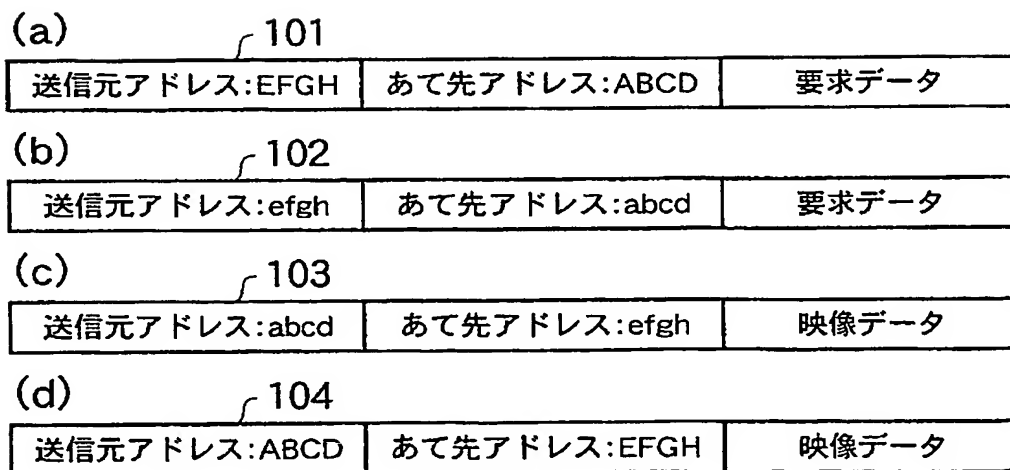 (a) 101
送信元アドレス:EFGH あて先アドレス:ABCD 要求データ
(b) 102
送信元アドレス:efgh あて先アドレス:abcd 要求データ
(c) 103
送信元アドレス:abcd あて先アドレス:efgh 映像データ
(d) 104
送信元アドレス:ABCD あて先アドレス:EFGH 映像データ